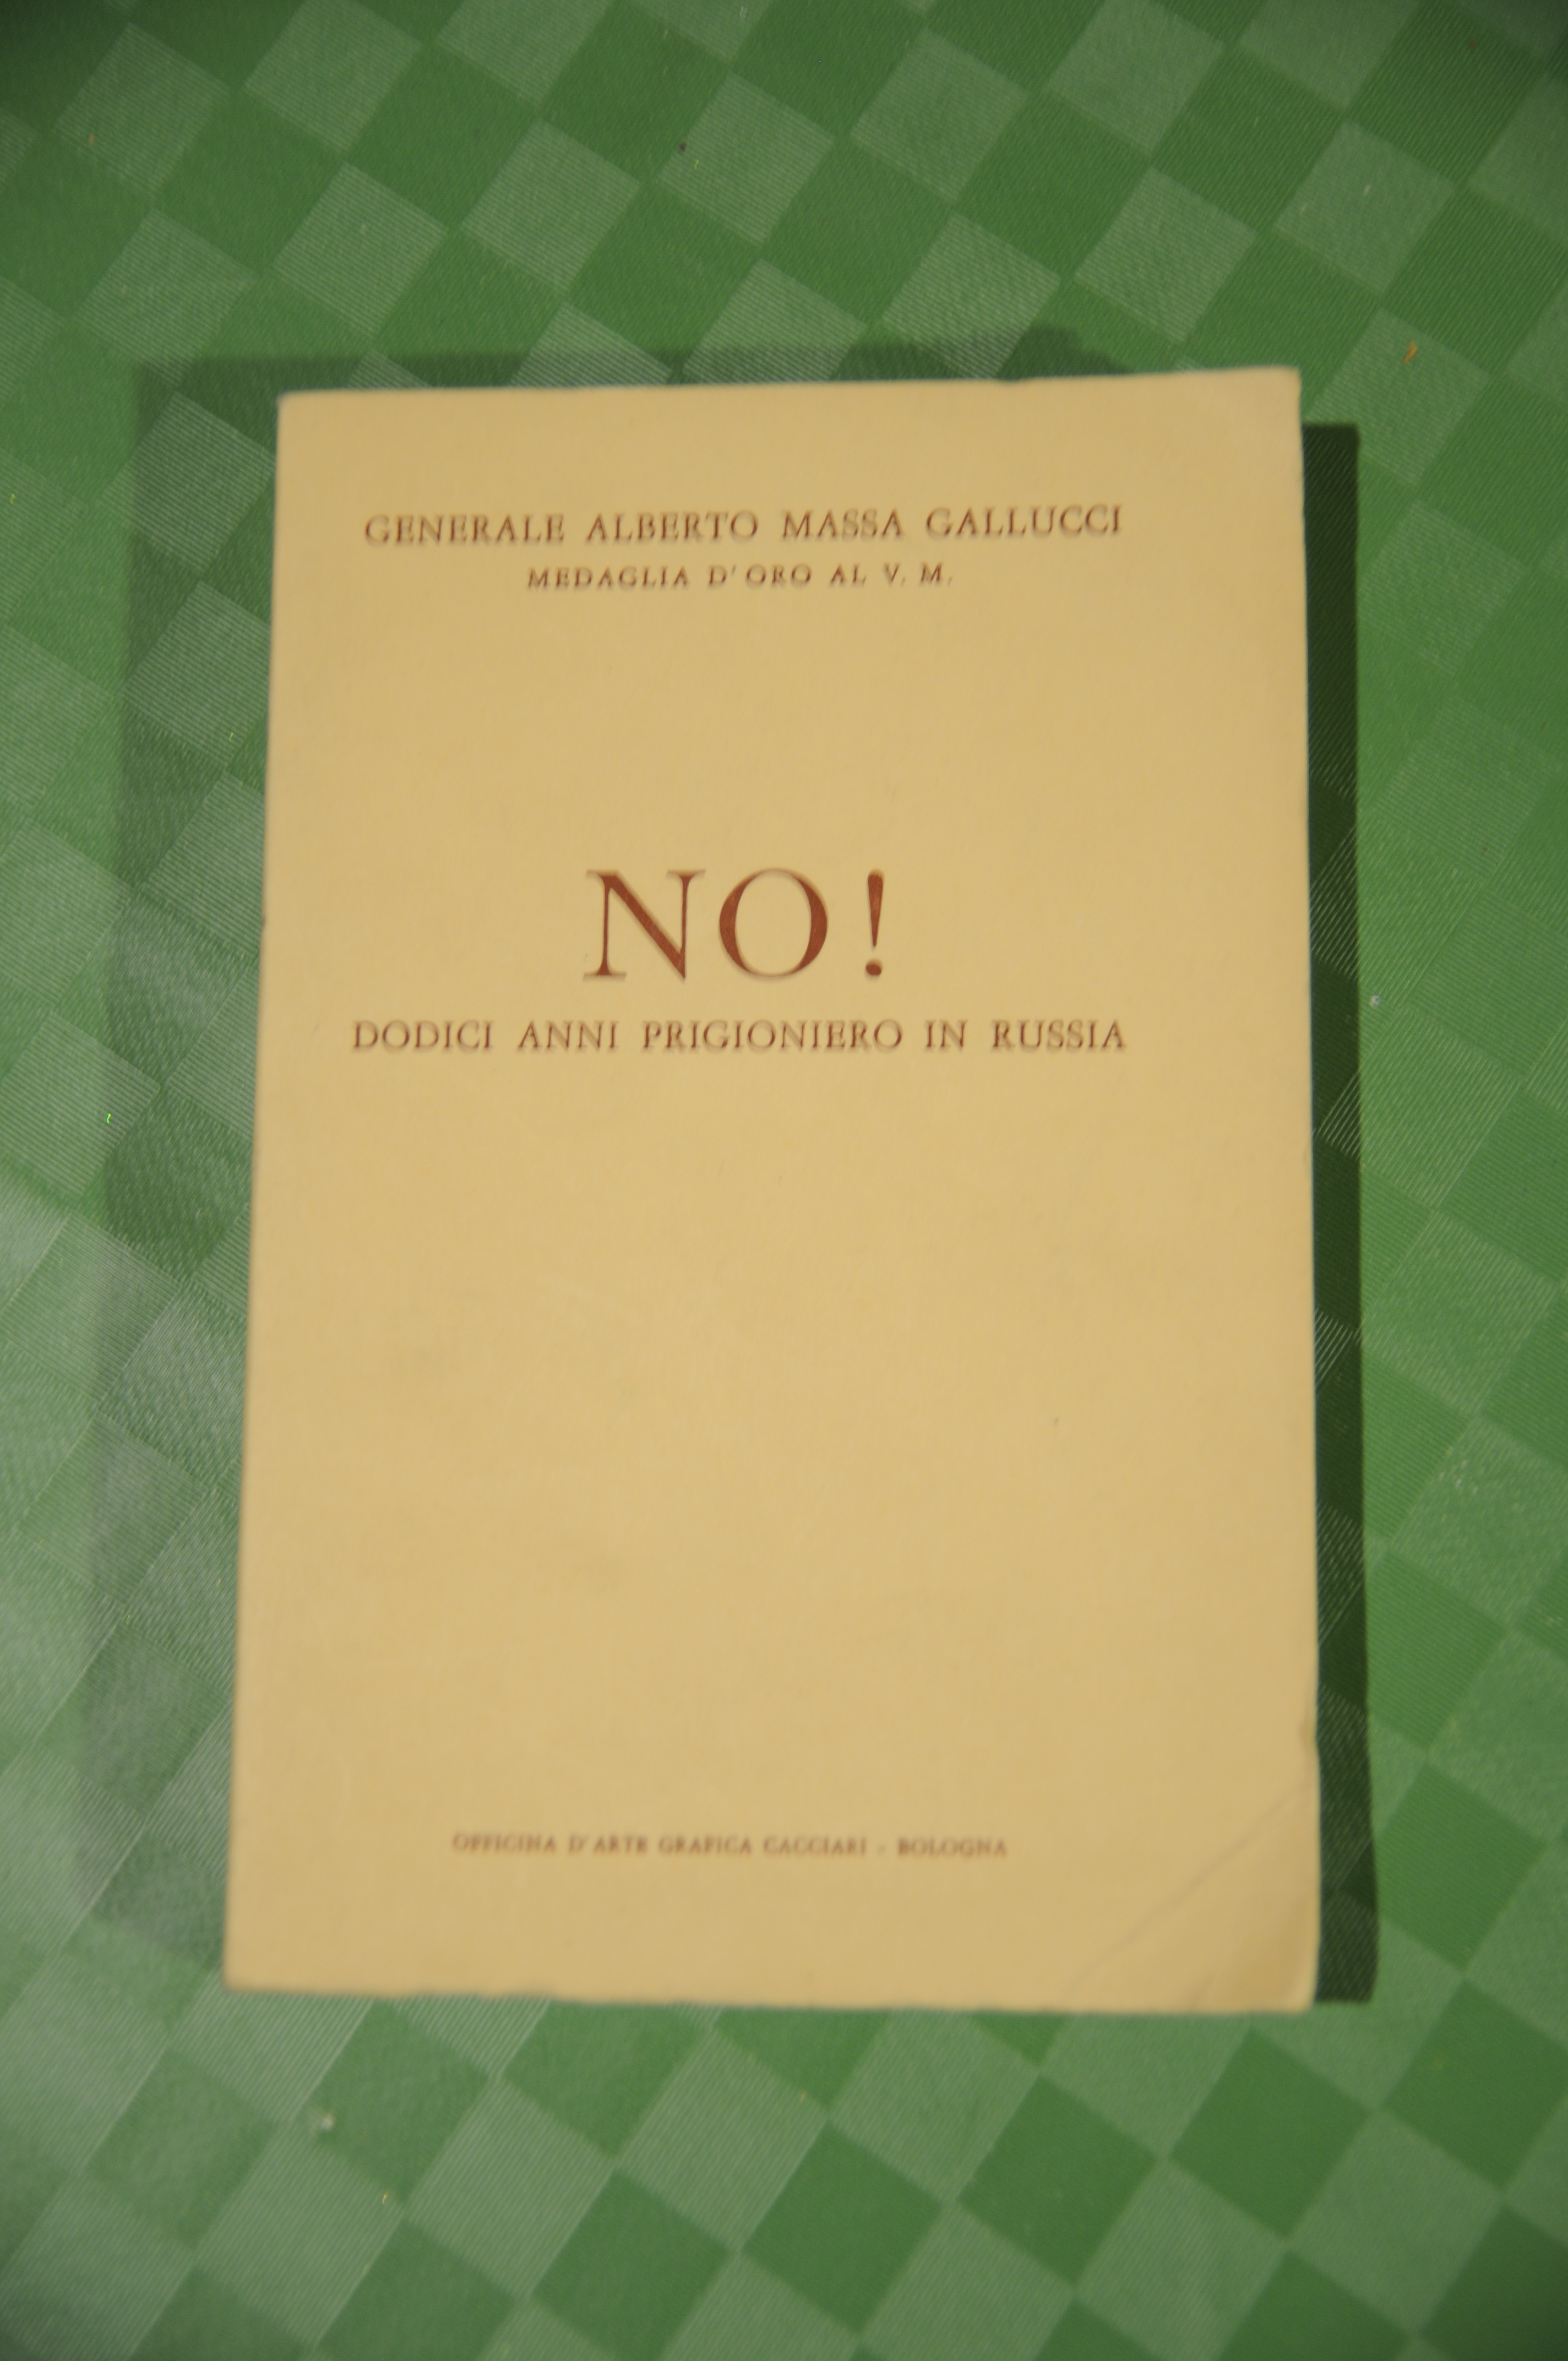 GENERALE ALBERTO MASSA GALLUCCI
MEDAGLIA D'ORO AL V. M.
NO!
DODICI ANNI PRIGIONIERO IN RUSSIA
OFFICINA D'ARTE GRAFICA CACCIARI - BOLOGNA